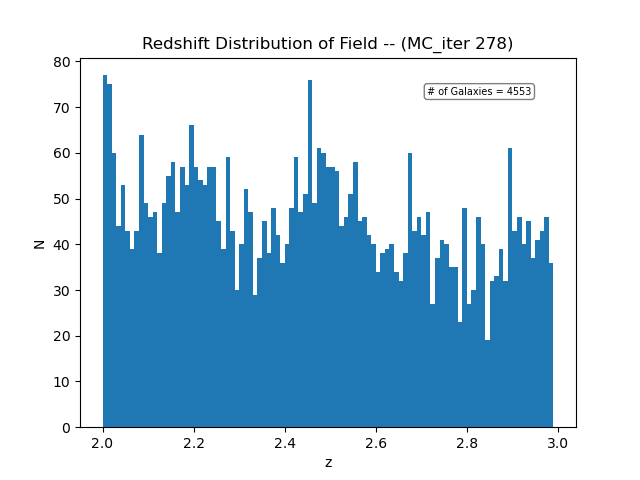 Redshift Distribution of Field -- (MC_iter 278)
# of Galaxies = 4553
80
70
60
50
40
30
20
10
0
N
2.0 2.2 2.4 2.6 2.8 3.0
z